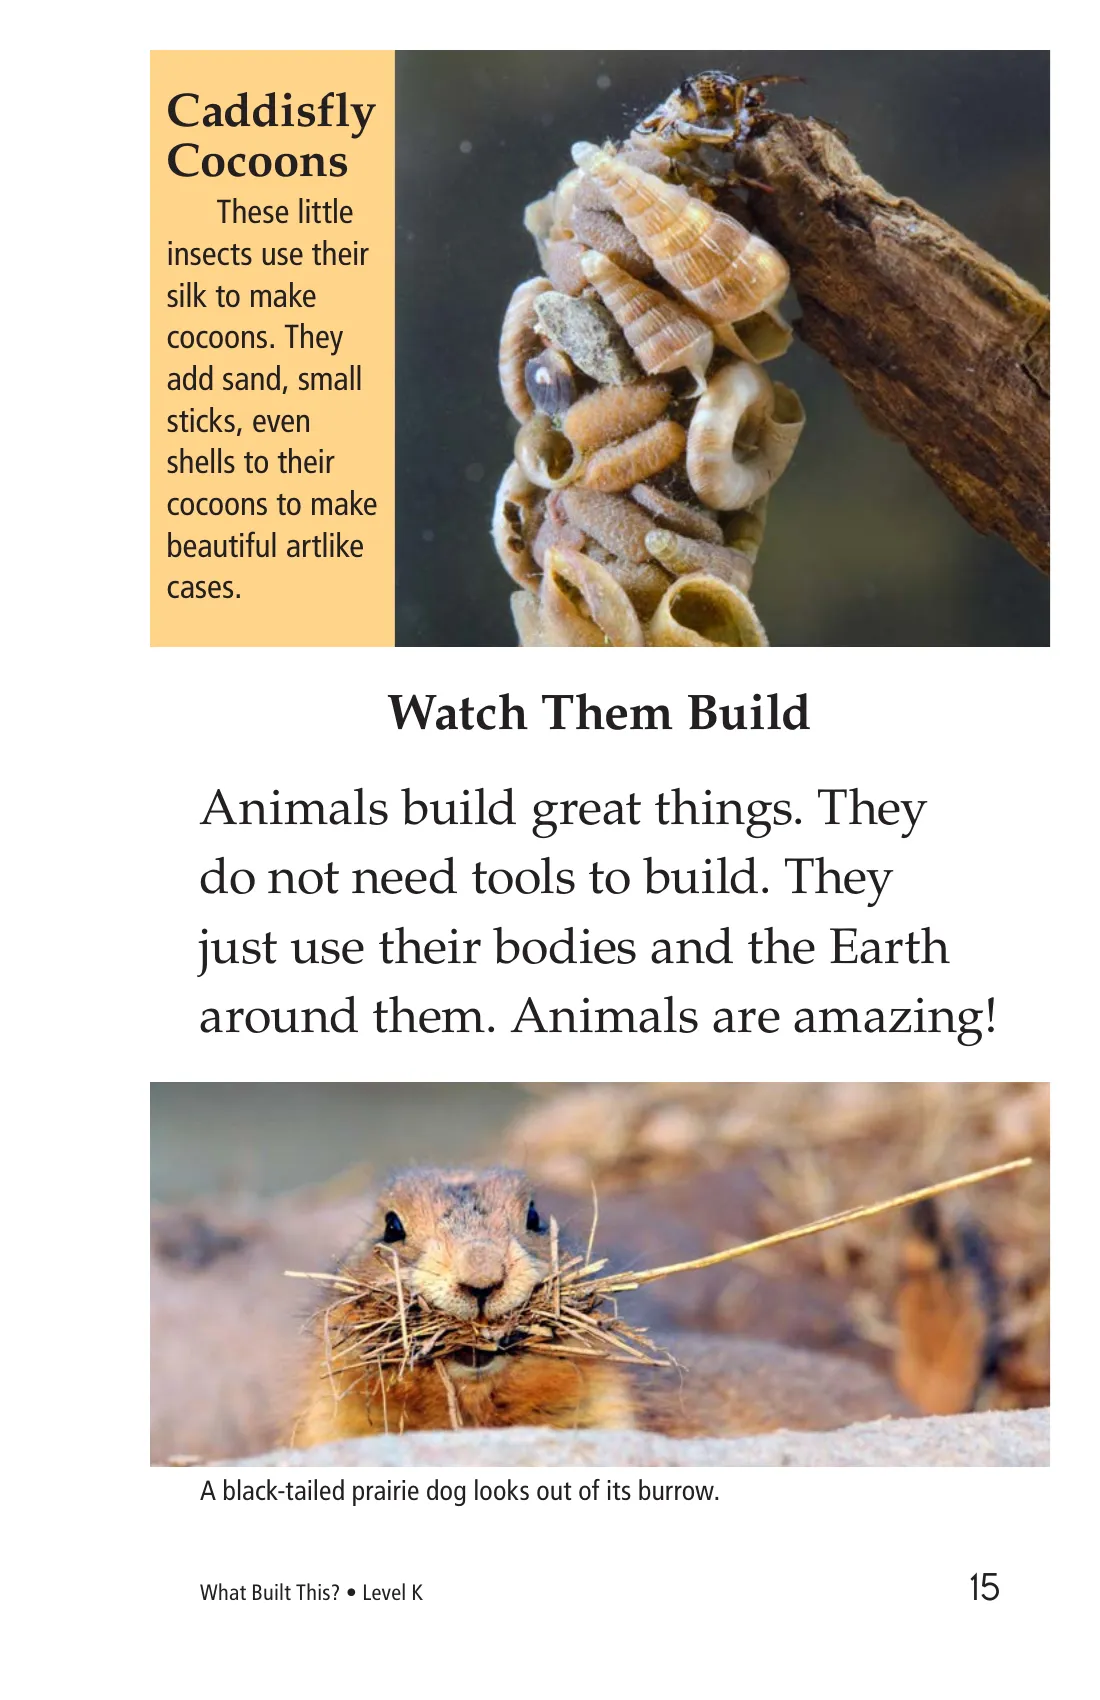 Caddisfly
Cocoons
These little
insects use their
silk to make
cocoons. They
add sand, small
sticks, even
shells to their
cocoons to make
beautiful artlike
cases.
Watch Them Build
Animals build great things. They
do not need tools to build. They
just use their bodies and the Earth
around them. Animals are amazing!
A black-tailed prairie dog looks out of its burrow.
What Built This? • Level K
15